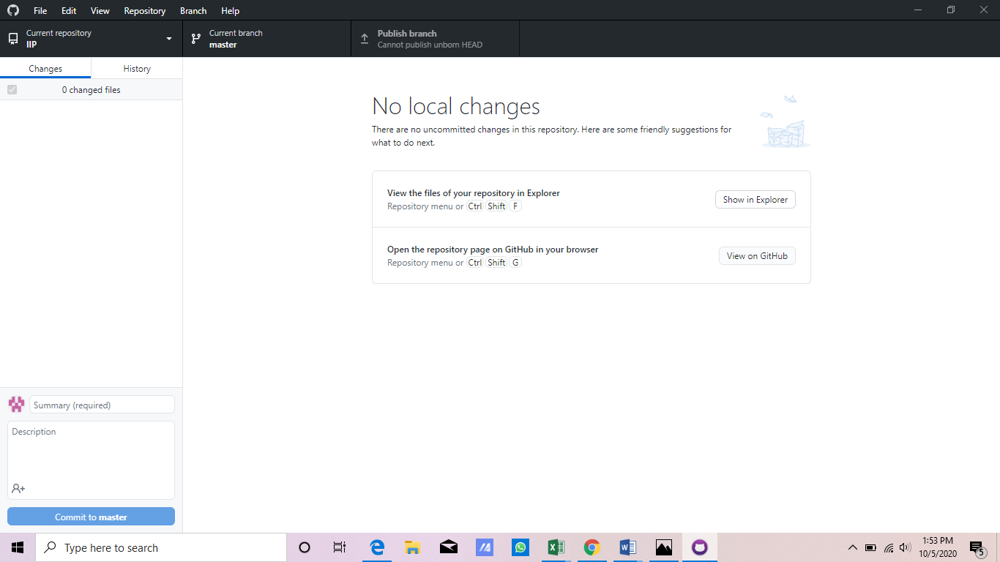 File Edit View Repository Branch Help
Current repository
IIP
Current branch
master
Publish branch
Cannot publish unborn HEAD
Changes
History
0 changed files
No local changes
There are no uncommitted changes in this repository. Here are some friendly suggestions for
what to do next.
View the files of your repository in Explorer
Repository menu or Ctrl Shift F
Show in Explorer
Open the repository page on GitHub in your browser
Repository menu or Ctrl Shift G
View on GitHub
Summary (required)
Description
Commit to master
Type here to search
1:53 PM
10/5/2020
5